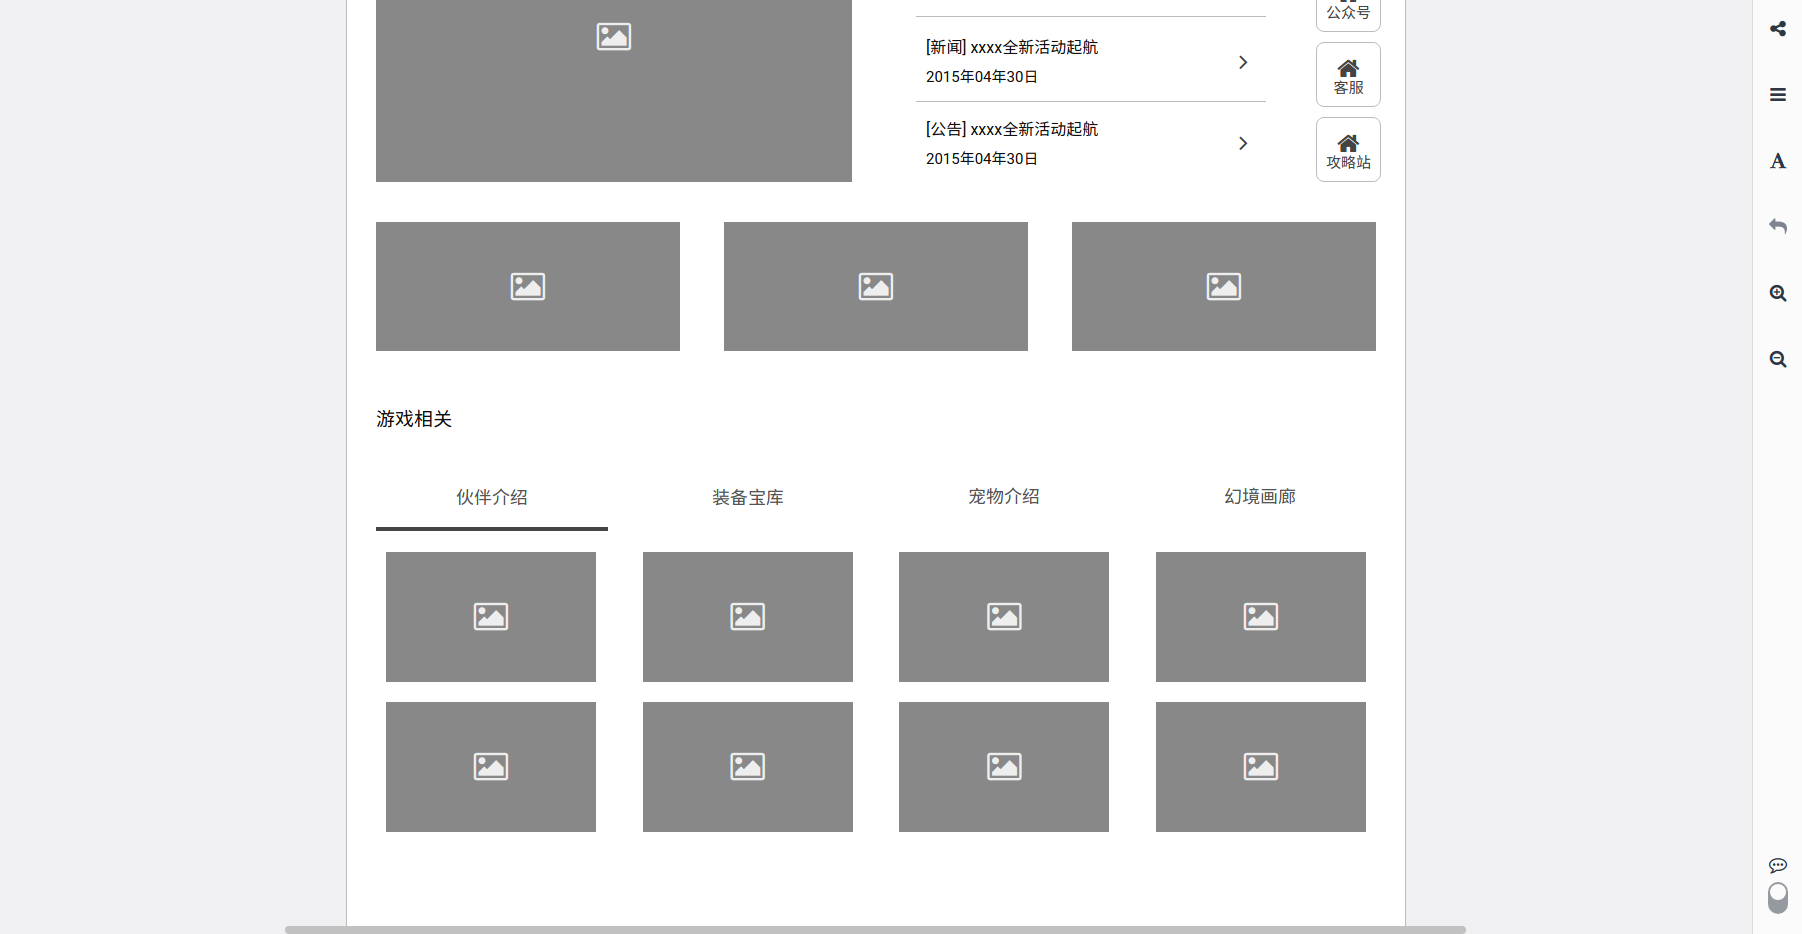 公众号
[新闻] xxxx全新活动起航
2015年04年30日
客服
[公告] xxxx全新活动起航
2015年04年30日
攻略站
游戏相关
伙伴介绍
装备宝库
宠物介绍
幻境画廊